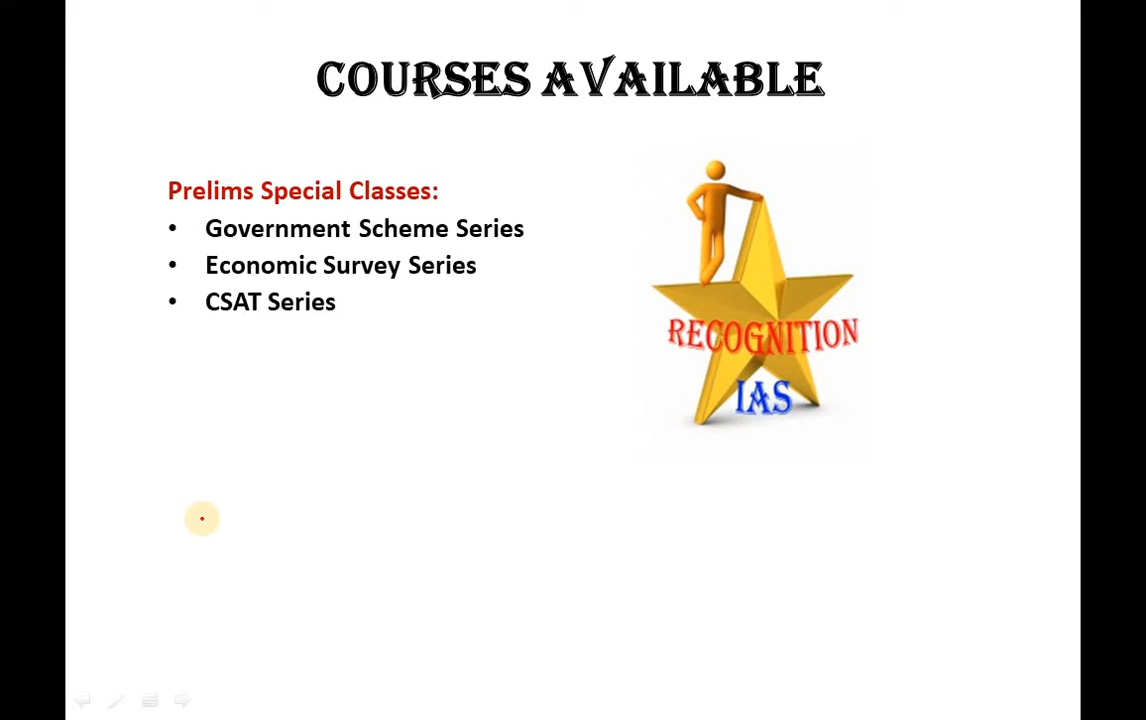 COURSES AVAILABLE
Prelims Special Classes:
• Government Scheme Series
• Economic Survey Series
• CSAT Series
RECOGNITION
IAS